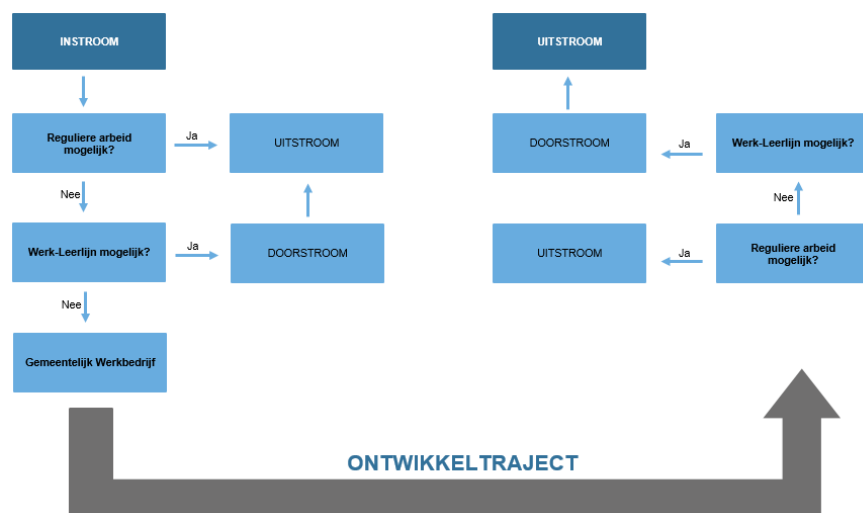 INSTROOM
Reguliere arbeid
mogelijk?
Ja
UITSTROOM
Nee
Werk-Leerlijn mogelijk?
Ja
DOORSTROOM
Nee
Gemeentelijk Werkbedrijf
ONTWIKKELTRAJECT
UITSTROOM
DOORSTROOM
Ja
Werk-Leerlijn mogelijk?
Nee
UITSTROOM
Ja
Reguliere arbeid
mogelijk?